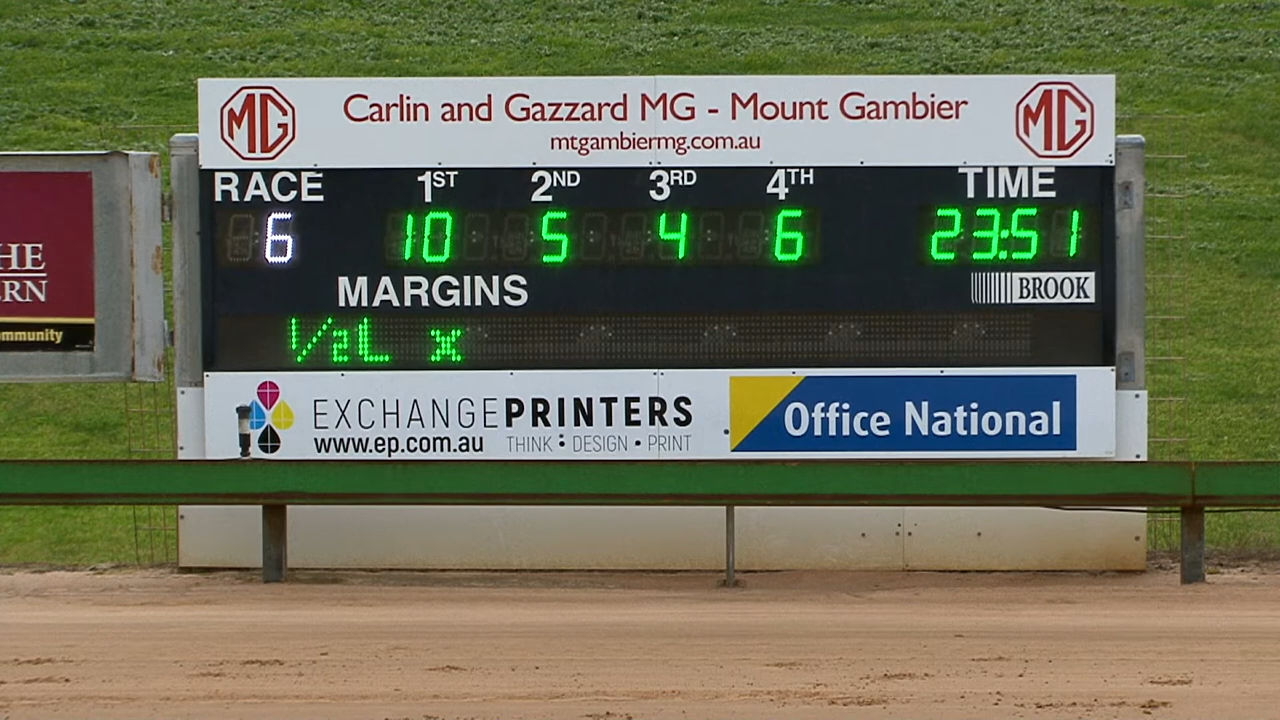 MG Carlin and Gazzard MG - Mount Gambier MG
mtgambiermg.com.au
RACE 1ST 2ND 3RD 4TH TIME
6 10 5 4 6 23:51
MARGINS
BROOK
1/2L x
HE
RN
mmunity
EXCHANGEPRINTERS
www.ep.com.au THINK : DESIGN • PRINT
Office National